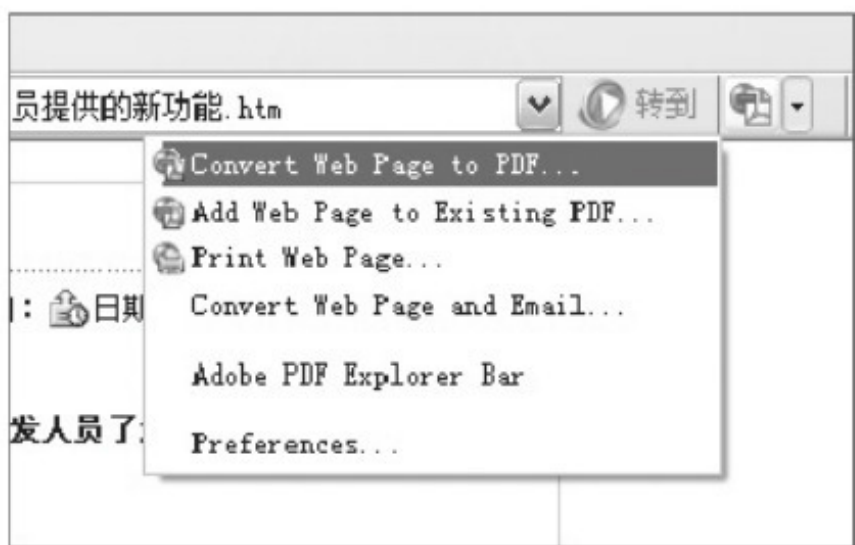 员提供的新功能.htm
转到
Convert Web Page to PDF...
Add Web Page to Existing PDF...
Print Web Page...
Convert Web Page and Email...
日期
Adobe PDF Explorer Bar
发人员了
Preferences...